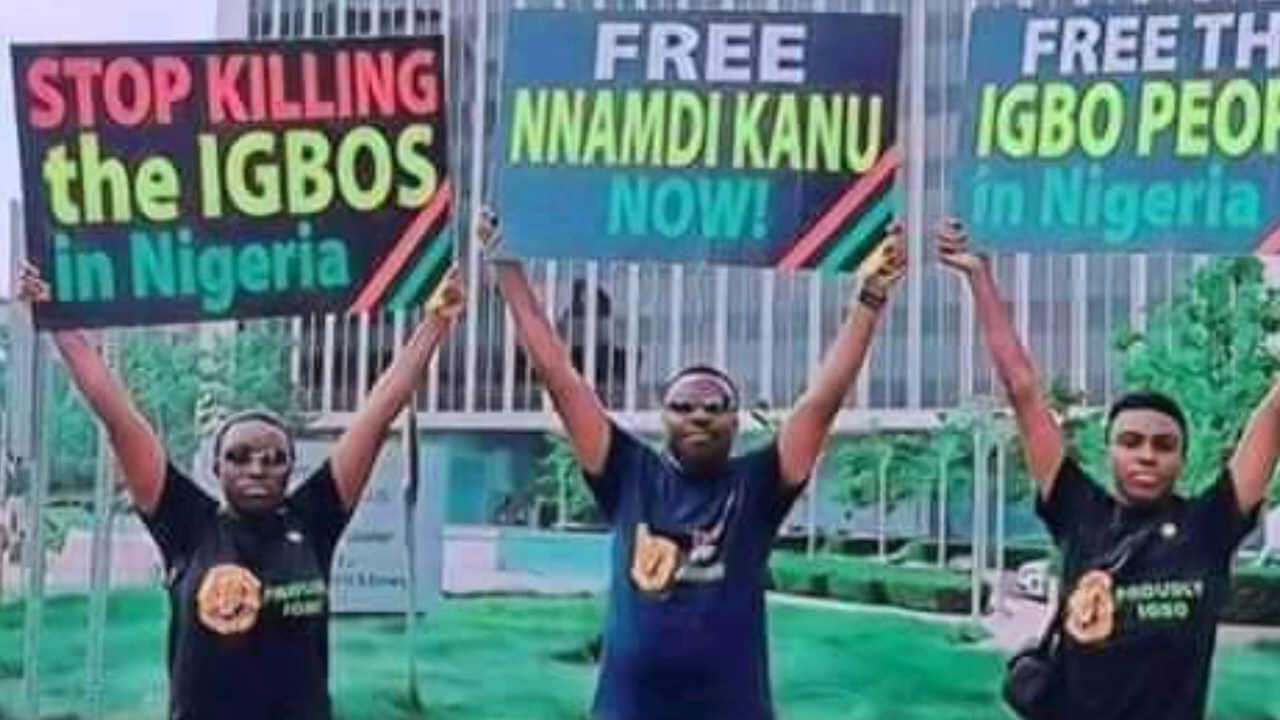 STOP KILLING
the IGBOS
in Nigeria
FREE
NNAMDI KANU
NOW!
FREE TH
IGBO PEOP
in Nigeria
PROUDLY
IGBO